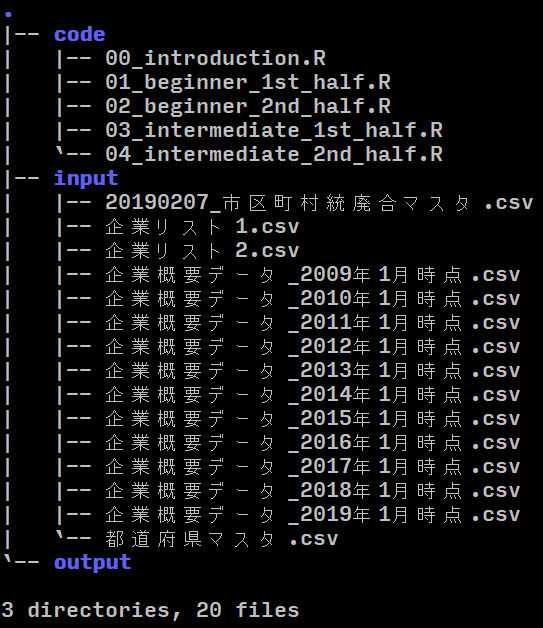 .
|-- code
|   |-- 00_introduction.R
|   |-- 01_beginner_1st_half.R
|   |-- 02_beginner_2nd_half.R
|   |-- 03_intermediate_1st_half.R
|   `-- 04_intermediate_2nd_half.R
|-- input
|   |-- 20190207_市区町村統廃合マスタ.csv
|   |-- 企業リスト1.csv
|   |-- 企業リスト2.csv
|   |-- 企業概要データ_2009年1月時点.csv
|   |-- 企業概要データ_2010年1月時点.csv
|   |-- 企業概要データ_2011年1月時点.csv
|   |-- 企業概要データ_2012年1月時点.csv
|   |-- 企業概要データ_2013年1月時点.csv
|   |-- 企業概要データ_2014年1月時点.csv
|   |-- 企業概要データ_2015年1月時点.csv
|   |-- 企業概要データ_2016年1月時点.csv
|   |-- 企業概要データ_2017年1月時点.csv
|   |-- 企業概要データ_2018年1月時点.csv
|   |-- 企業概要データ_2019年1月時点.csv
|   `-- 都道府県マスタ.csv
`-- output

3 directories, 20 files